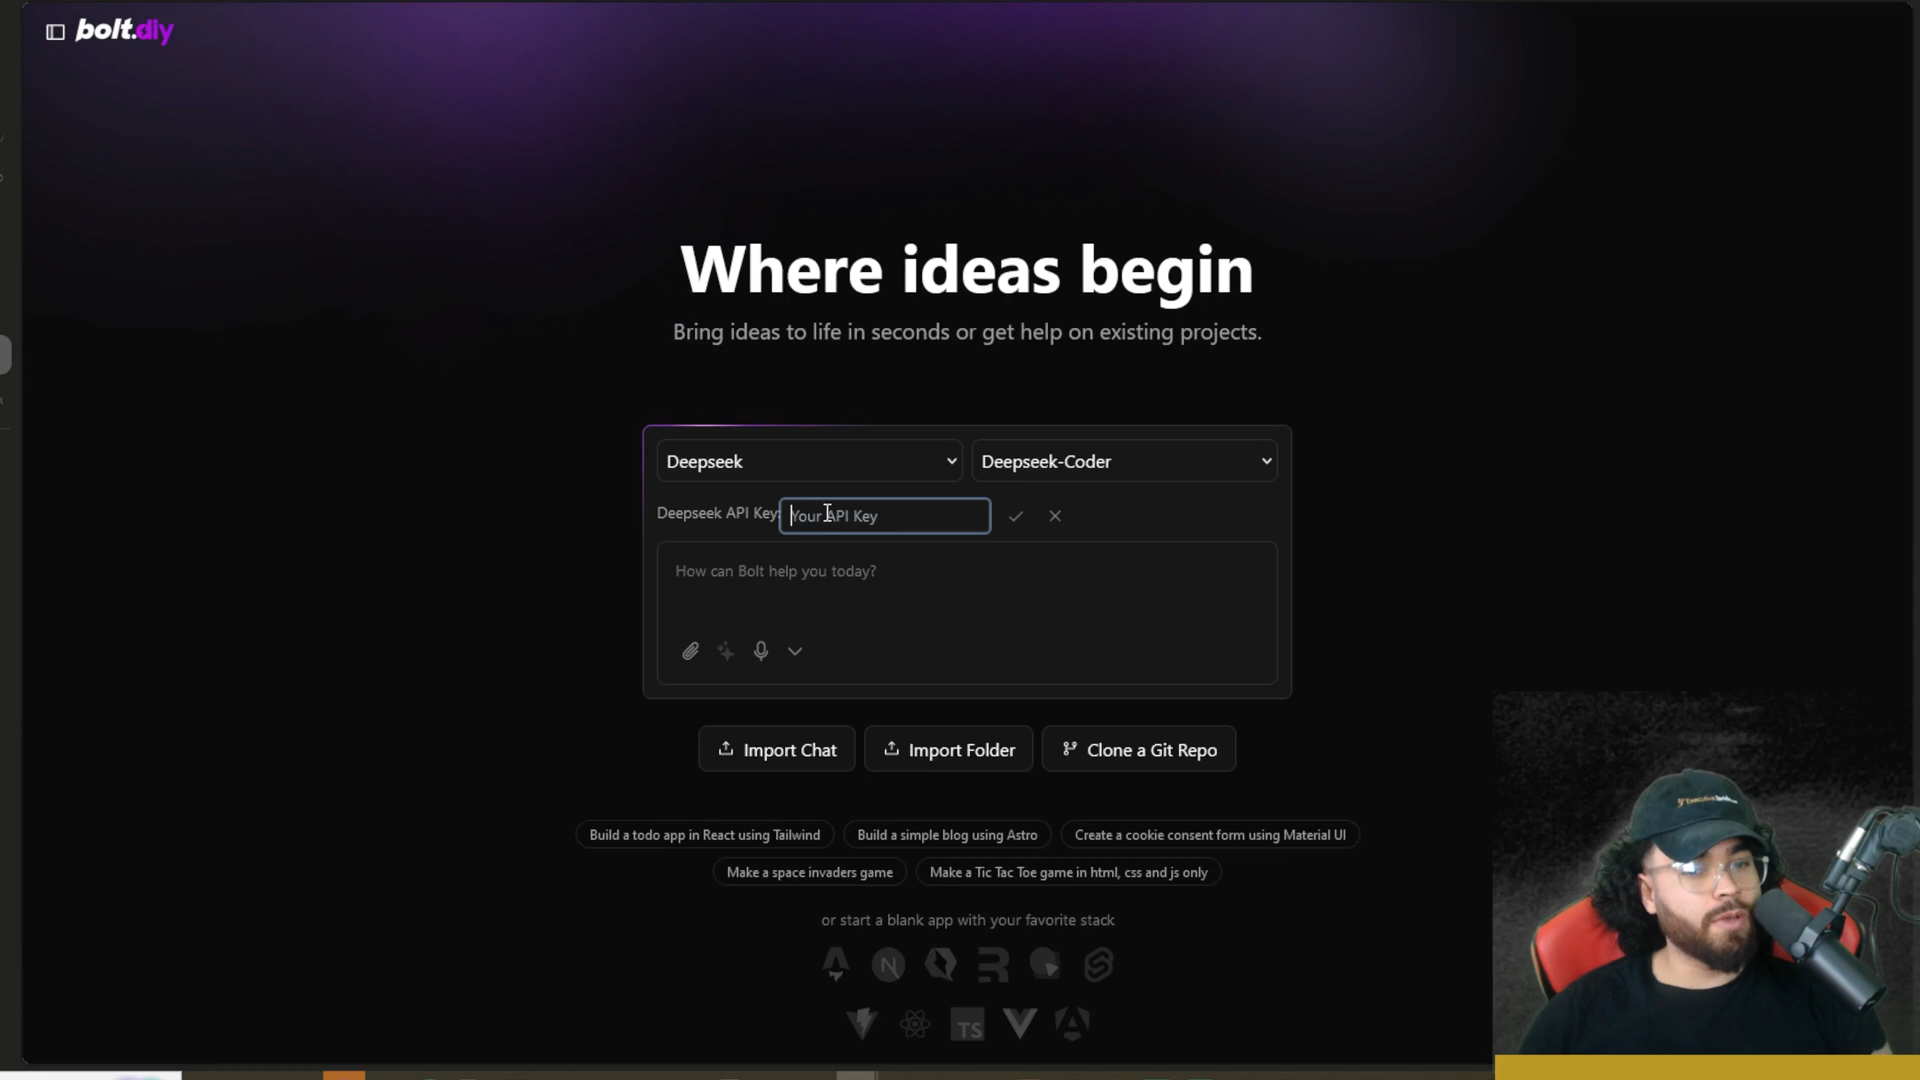 bolt.diy
Where ideas begin
Bring ideas to life in seconds or get help on existing projects.
Deepseek
Deepseek-Coder
Deepseek API Key:
Your API Key
How can Bolt help you today?
Import Chat
Import Folder
Clone a Git Repo
Build a todo app in React using Tailwind
Build a simple blog using Astro
Create a cookie consent form using Material UI
Make a space invaders game
Make a Tic Tac Toe game in html, css and js only
or start a blank app with your favorite stack
N
R
TS